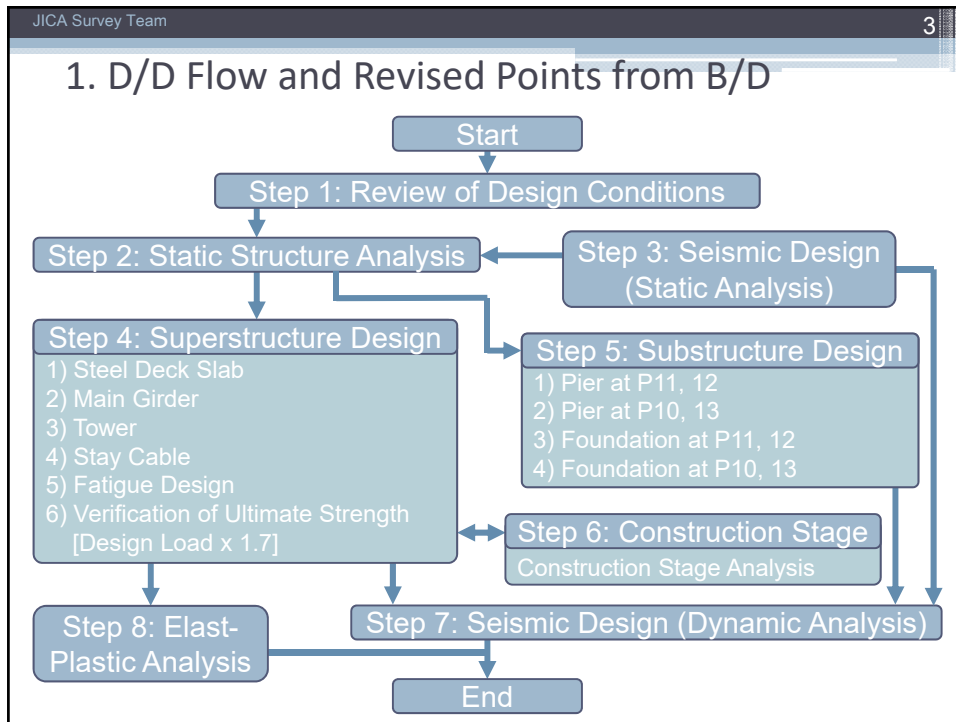 JICA Survey Team
3
1. D/D Flow and Revised Points from B/D
Start
Step 1: Review of Design Conditions
Step 2: Static Structure Analysis
Step 3: Seismic Design
(Static Analysis)
Step 4: Superstructure Design
1) Steel Deck Slab
2) Main Girder
3) Tower
4) Stay Cable
5) Fatigue Design
6) Verification of Ultimate Strength
[Design Load x 1.7]
Step 5: Substructure Design
1) Pier at P11, 12
2) Pier at P10, 13
3) Foundation at P11, 12
4) Foundation at P10, 13
Step 6: Construction Stage
Construction Stage Analysis
Step 7: Seismic Design (Dynamic Analysis)
Step 8: Elast-
Plastic Analysis
End